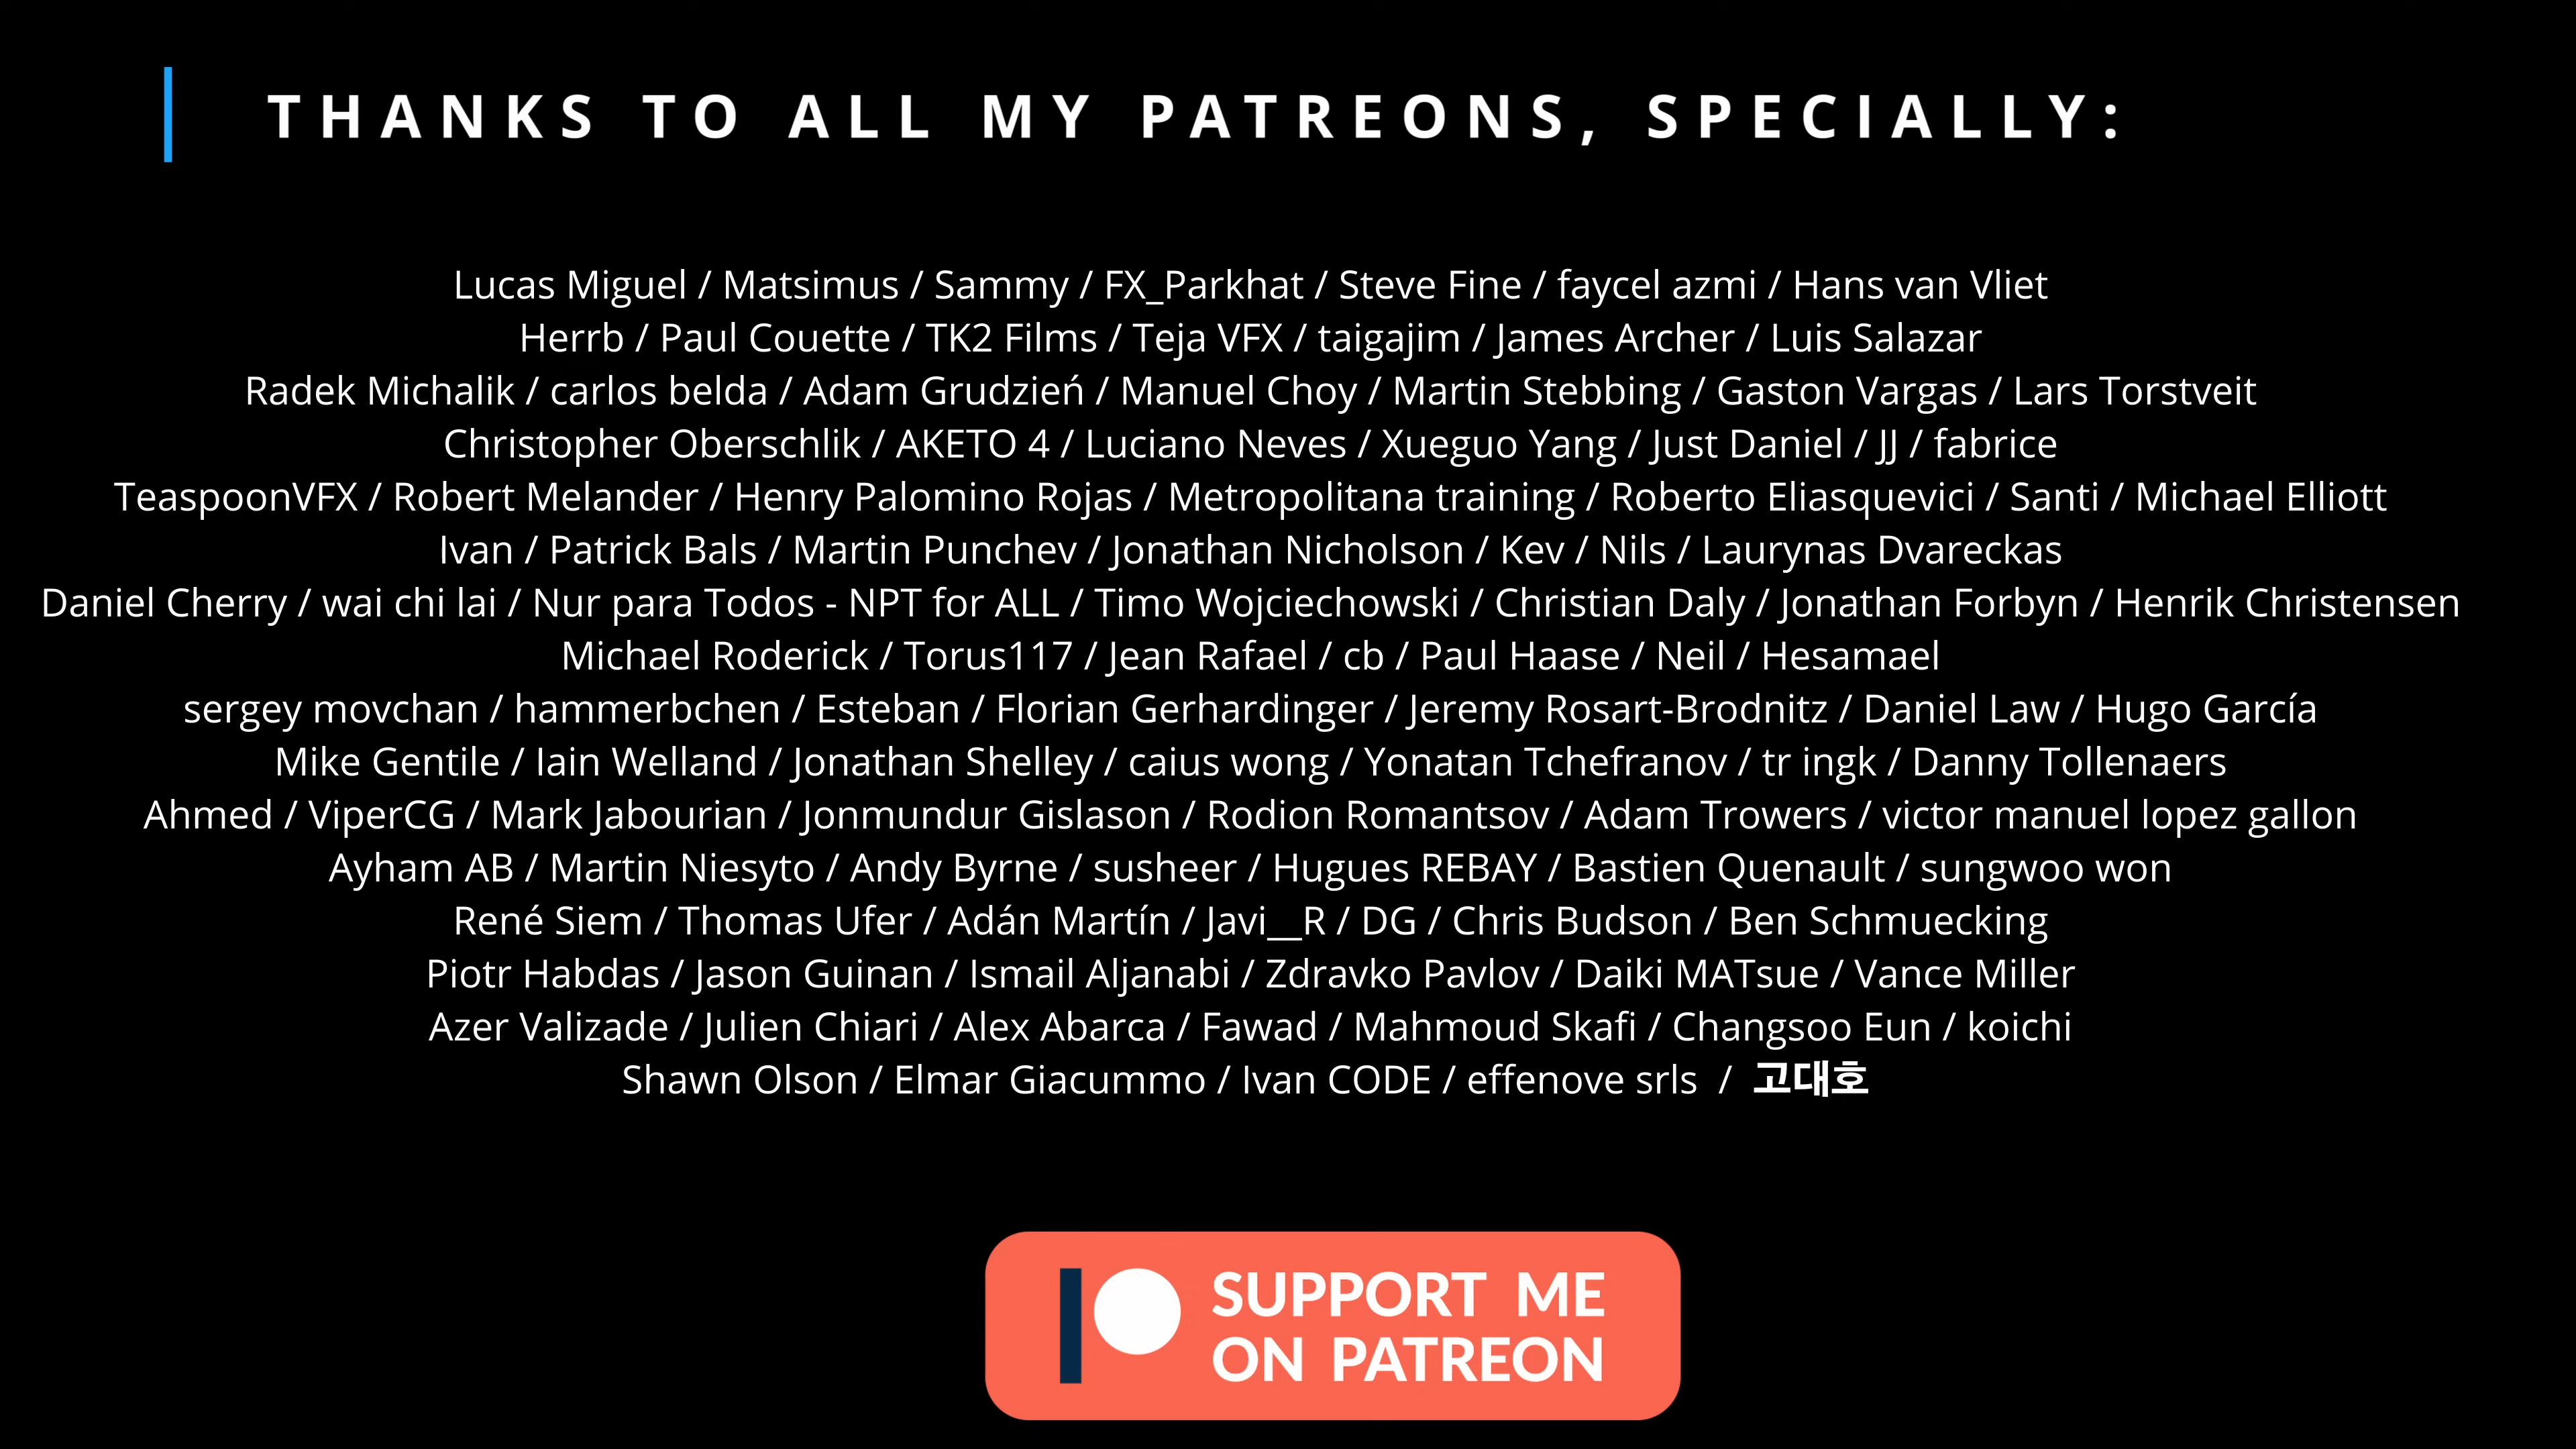 THANKS TO ALL MY PATREONS, SPECIALLY:
Lucas Miguel / Matsimus / Sammy / FX_Parkhat / Steve Fine / faycel azmi / Hans van Vliet
Herrb / Paul Couette / TK2 Films / Teja VFX / taigajim / James Archer / Luis Salazar
Radek Michalik / carlos belda / Adam Grudzień / Manuel Choy / Martin Stebbing / Gaston Vargas / Lars Torstveit
Christopher Oberschlik / AKETO 4 / Luciano Neves / Xueguo Yang / Just Daniel / JJ / fabrice
TeaspoonVFX / Robert Melander / Henry Palomino Rojas / Metropolitana training / Roberto Eliasquevici / Santi / Michael Elliott
Ivan / Patrick Bals / Martin Punchev / Jonathan Nicholson / Kev / Nils / Laurynas Dvareckas
Daniel Cherry / wai chi lai / Nur para Todos - NPT for ALL / Timo Wojciechowski / Christian Daly / Jonathan Forbyn / Henrik Christensen
Michael Roderick / Torus117 / Jean Rafael / cb / Paul Haase / Neil / Hesamael
sergey movchan / hammerbchen / Esteban / Florian Gerhardinger / Jeremy Rosart-Brodnitz / Daniel Law / Hugo García
Mike Gentile / Iain Welland / Jonathan Shelley / caius wong / Yonatan Tchefranov / tr ingk / Danny Tollenaers
Ahmed / ViperCG / Mark Jabourian / Jonmundur Gislason / Rodion Romantsov / Adam Trowers / victor manuel lopez gallon
Ayham AB / Martin Niesyto / Andy Byrne / susheer / Hugues REBAY / Bastien Quenault / sungwoo won
René Siem / Thomas Ufer / Adán Martín / Javi__R / DG / Chris Budson / Ben Schmuecking
Piotr Habdas / Jason Guinan / Ismail Aljanabi / Zdravko Pavlov / Daiki MATsue / Vance Miller
Azer Valizade / Julien Chiari / Alex Abarca / Fawad / Mahmoud Skafi / Changsoo Eun / koichi
Shawn Olson / Elmar Giacummo / Ivan CODE / effenove srls / 고대호
SUPPORT ME
ON PATREON